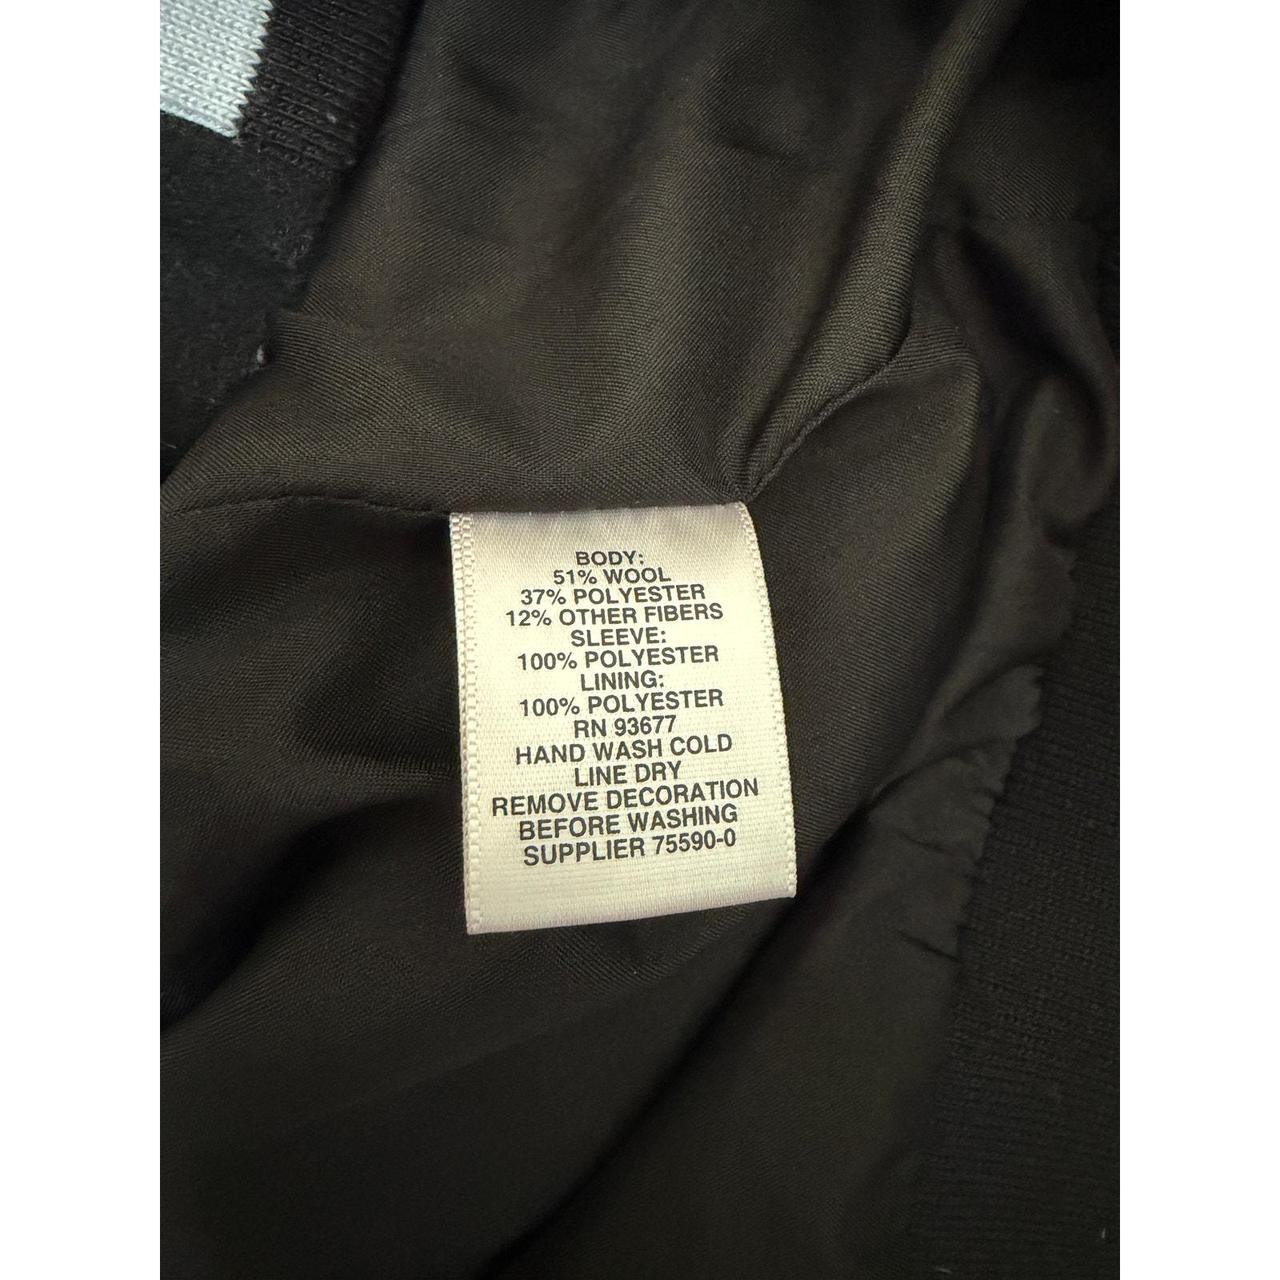 BODY:
51% WOOL
37% POLYESTER
12% OTHER FIBERS
SLEEVE:
100% POLYESTER
LINING:
100% POLYESTER
RN 93677
HAND WASH COLD
LINE DRY
REMOVE DECORATION
BEFORE WASHING
SUPPLIER 75590-0